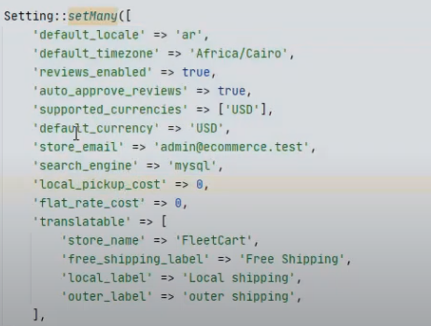 Setting::setMany([
'default_locale' => 'ar',
'default_timezone' => 'Africa/Cairo',
'reviews_enabled' => true,
'auto_approve_reviews' => true,
'supported_currencies' => ['USD'],
'default_currency' => 'USD',
'store_email' => 'admin@ecommerce.test',
'search_engine' => 'mysql',
'local_pickup_cost' => 0,
'flat_rate_cost' => 0,
'translatable' => [
'store_name' => 'FleetCart',
'free_shipping_label' => 'Free Shipping',
'local_label' => 'Local shipping',
'outer_label' => 'outer shipping',
],